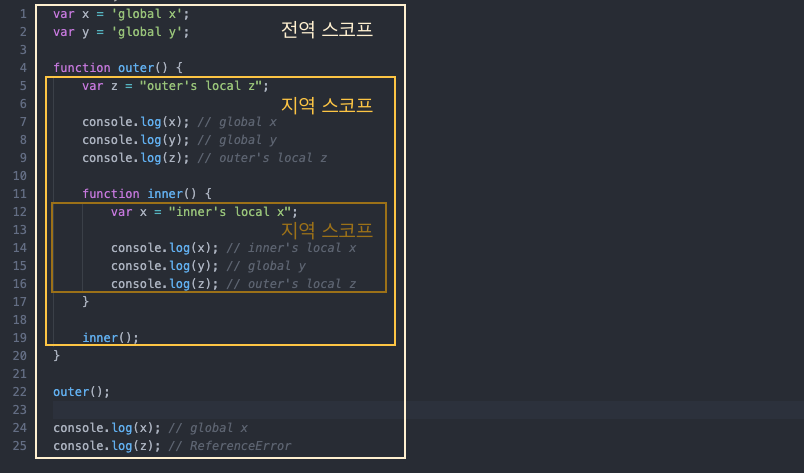 1 var x = 'global x';
2 var y = 'global y';
전역 스코프
3
4 function outer() {
5 var z = "outer's local z";
6
지역 스코프
7 console.log(x); // global x
8 console.log(y); // global y
9 console.log(z); // outer's local z
10
11 function inner() {
12 var x = "inner's local x";
13
지역 스코프
14 console.log(x); // inner's local x
15 console.log(y); // global y
16 console.log(z); // outer's local z
17 }
18
19 inner();
20 }
21
22 outer();
23
24 console.log(x); // global x
25 console.log(z); // ReferenceError